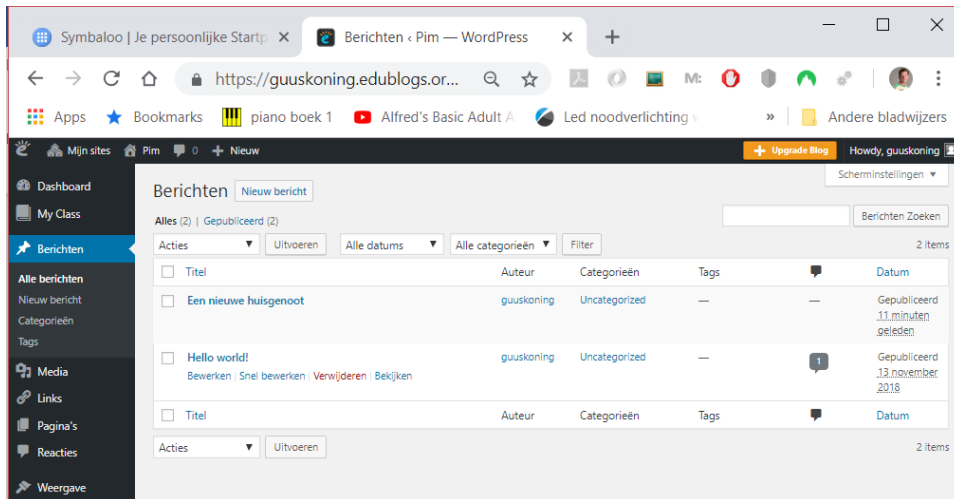 Symbaloo | Je persoonlijke Startp
Berichten ‹ Pim — WordPress
https://guuskoning.edublogs.or...
M:
Apps
Bookmarks
piano boek 1
Alfred's Basic Adult A
Led noodverlichting
»
Andere bladwijzers
Mijn sites
Pim
0
+ Nieuw
Upgrade Blog
Howdy, guuskoning
Dashboard
My Class
Berichten
Alle berichten
Nieuw bericht
Categorieën
Tags
Media
Links
Pagina's
Reacties
Weergave
Scherminstellingen
Berichten
Nieuw bericht
Alles (2) | Gepubliceerd (2)
Berichten Zoeken
Acties Uitvoeren Alle datums Alle categorieën Filter 2 items
Titel Auteur Categorieën Tags Datum
Een nieuwe huisgenoot guuskoning Uncategorized — — Gepubliceerd
11 minuten
geleden
Hello world! guuskoning Uncategorized — 1 Gepubliceerd
Bewerken | Snel bewerken | Verwijderen | Bekijken 13 november
2018
Titel Auteur Categorieën Tags Datum
Acties Uitvoeren 2 items